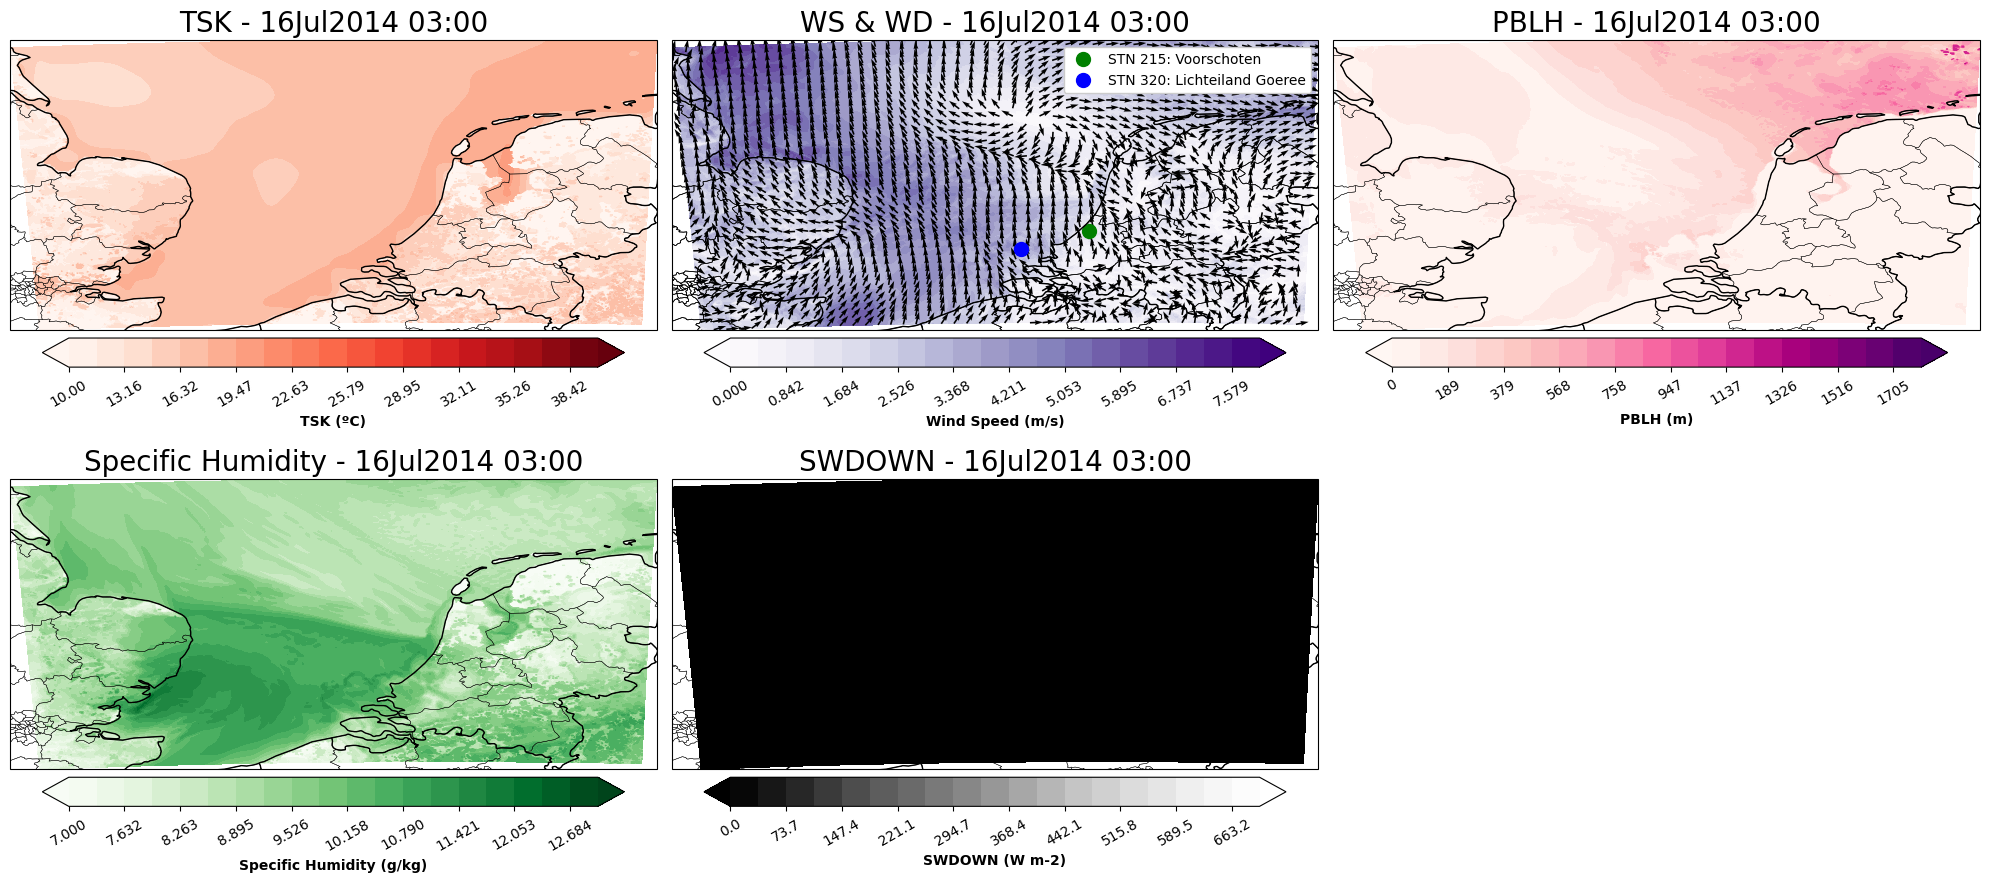 TSK - 16Jul2014 03:00
WS & WD - 16Jul2014 03:00
PBLH - 16Jul2014 03:00
STN 215: Voorschoten
STN 320: Lichteiland Goeree
10.00 13.16 16.32 19.47 22.63 25.79 28.95 32.11 35.26 38.42
TSK (ºC)
0.000 0.842 1.684 2.526 3.368 4.211 5.053 5.895 6.737 7.579
Wind Speed (m/s)
0 189 379 568 758 947 1137 1326 1516 1705
PBLH (m)
Specific Humidity - 16Jul2014 03:00
SWDOWN - 16Jul2014 03:00
7.000 7.632 8.263 8.895 9.526 10.158 10.790 11.421 12.053 12.684
Specific Humidity (g/kg)
0.0 73.7 147.4 221.1 294.7 368.4 442.1 515.8 589.5 663.2
SWDOWN (W m-2)